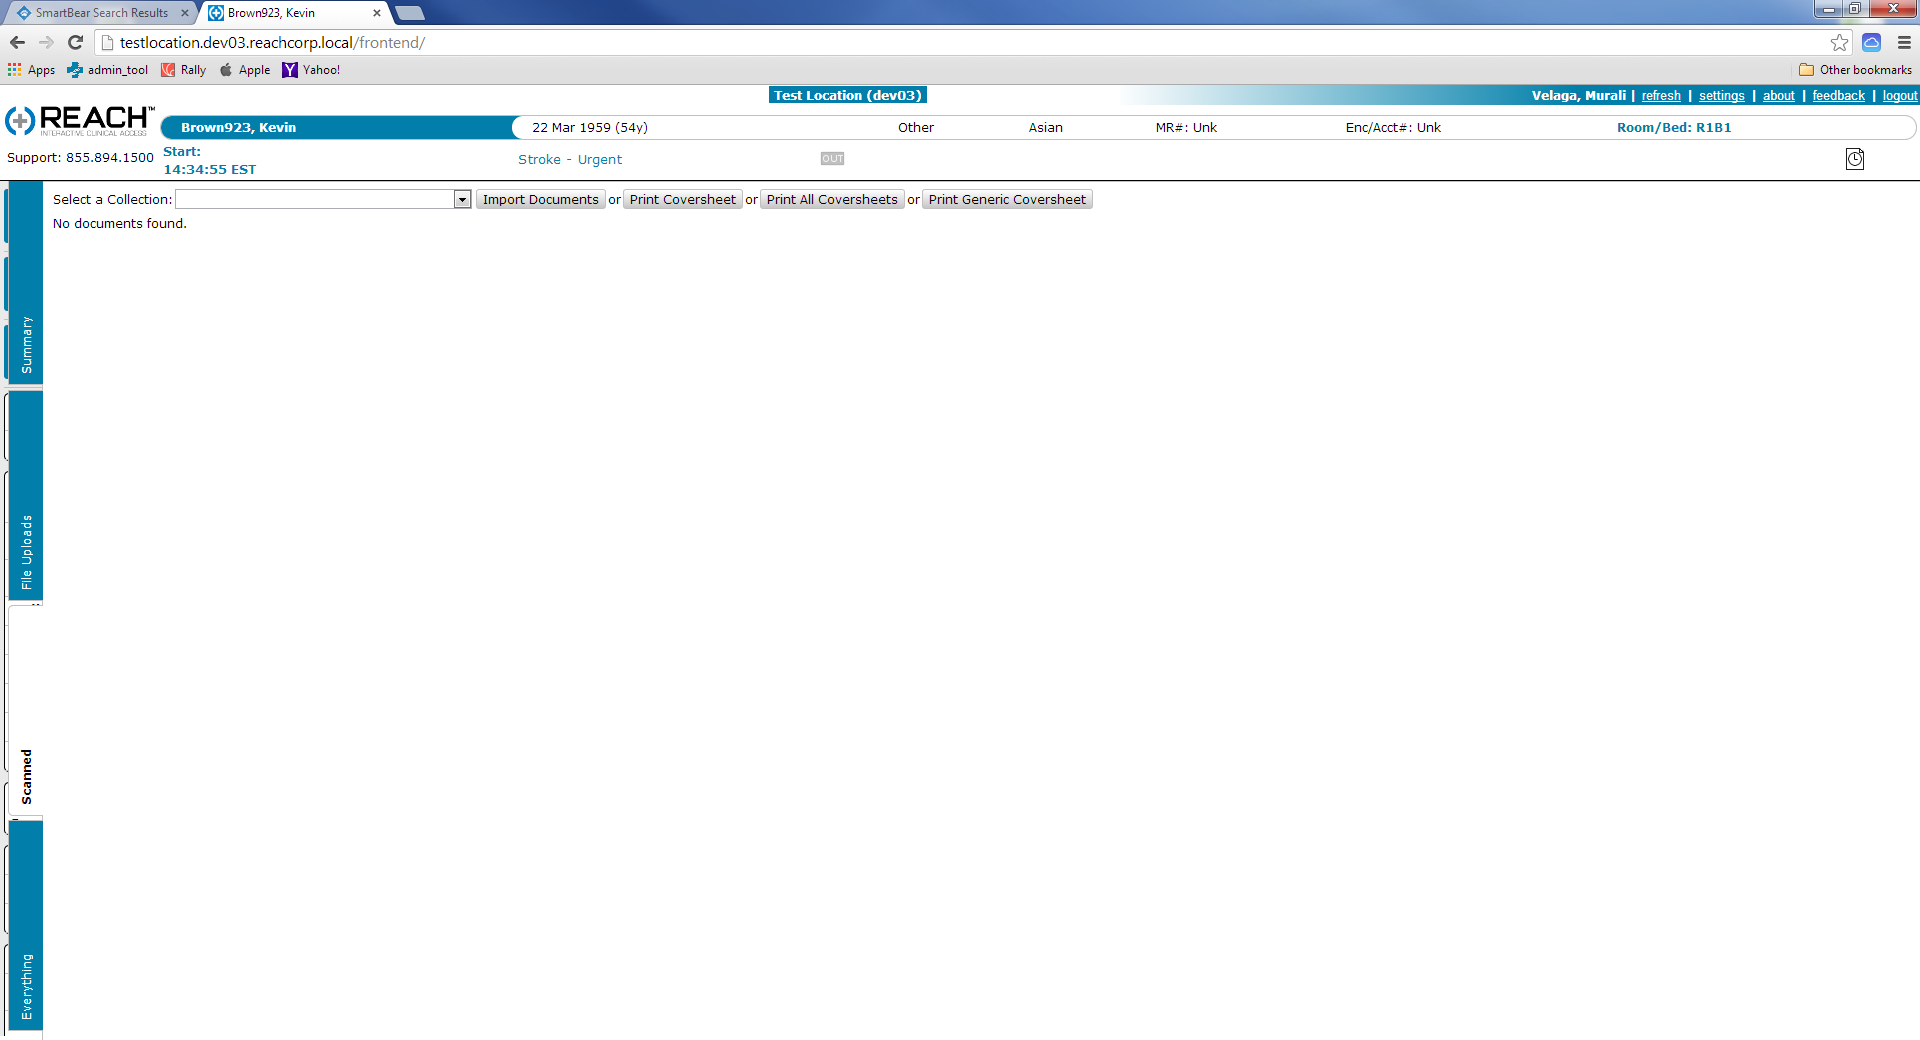 SmartBear Search Results
Brown923, Kevin
testlocation.dev03.reachcorp.local/frontend/
Apps admin_tool Rally Apple Yahoo! Other bookmarks
Test Location (dev03) Velaga, Murali | refresh | settings | about | feedback | logout
REACH™
INTERACTIVE CLINICAL ACCESS
Brown923, Kevin 22 Mar 1959 (54y) Other Asian MR#: Unk Enc/Acct#: Unk Room/Bed: R1B1
Support: 855.894.1500
Start:
14:34:55 EST
Stroke - Urgent
OUT
Select a Collection: Import Documents or Print Coversheet or Print All Coversheets or Print Generic Coversheet
No documents found.
Summary
File Uploads
Scanned
Everything